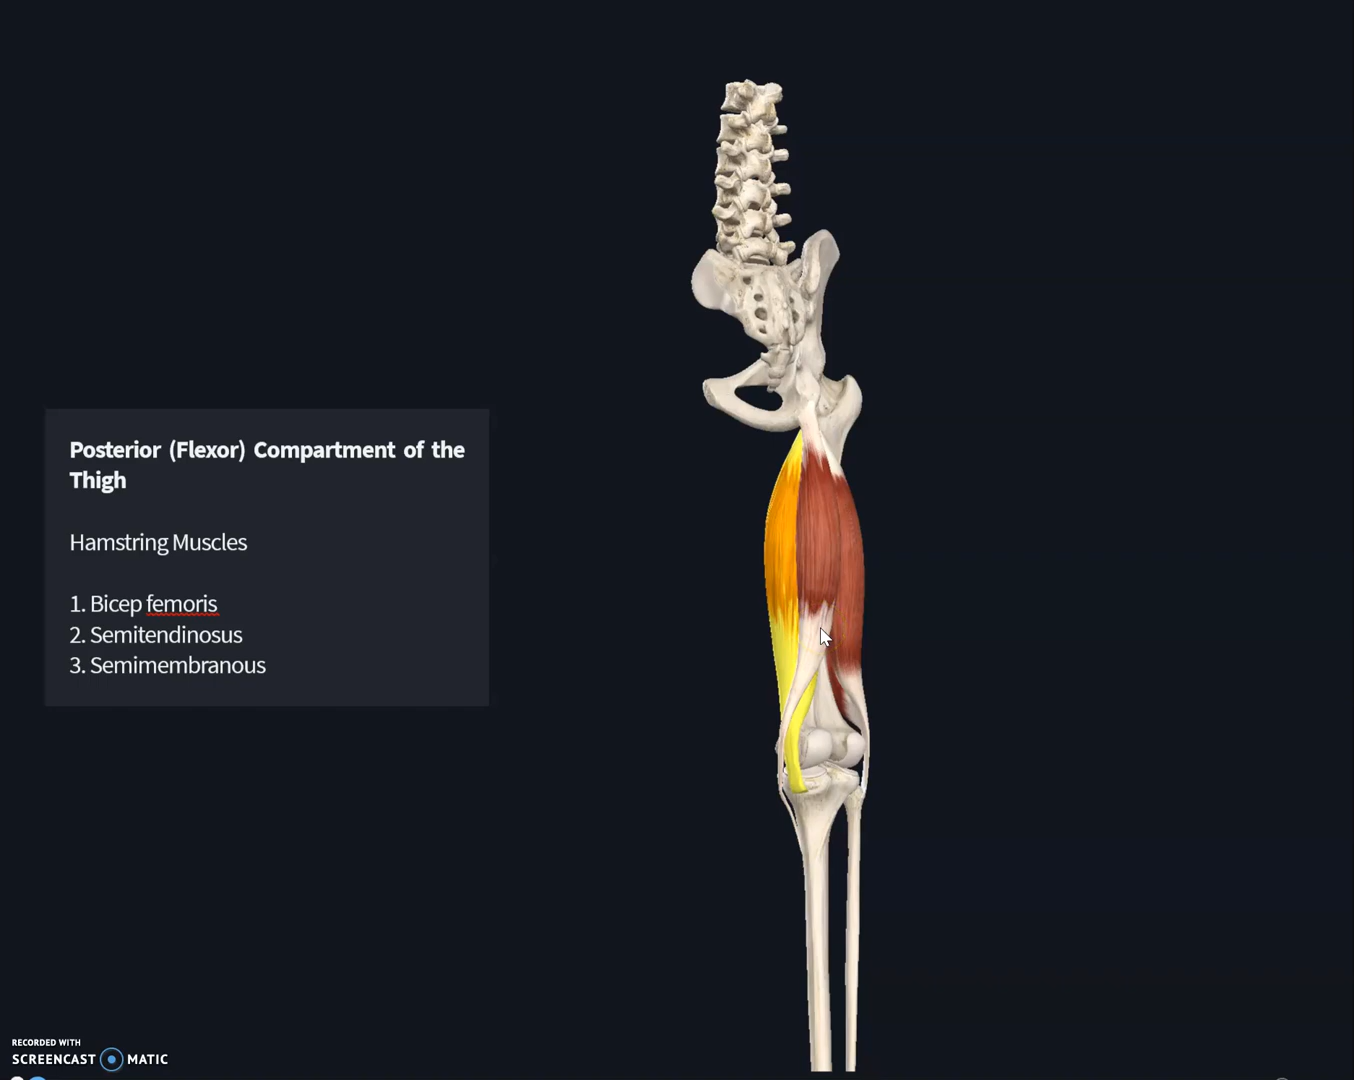 Posterior (Flexor) Compartment of the
Thigh
Hamstring Muscles
1. Bicep femoris
2. Semitendinosus
3. Semimembranous
RECORDED WITH
SCREENCAST MATIC